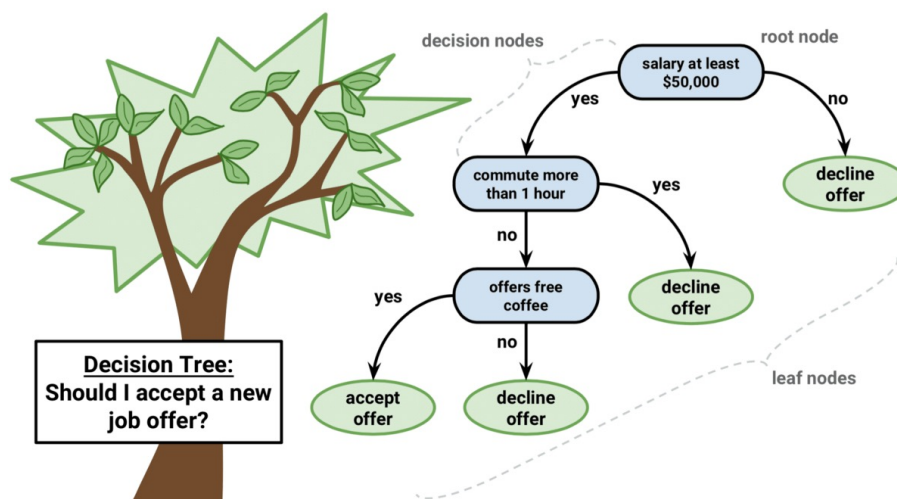 decision nodes
root node
salary at least
$50,000
yes
no
commute more
than 1 hour
yes
decline
offer
no
offers free
coffee
decline
offer
yes
no
Decision Tree:
Should I accept a new
job offer?
accept
offer
decline
offer
leaf nodes